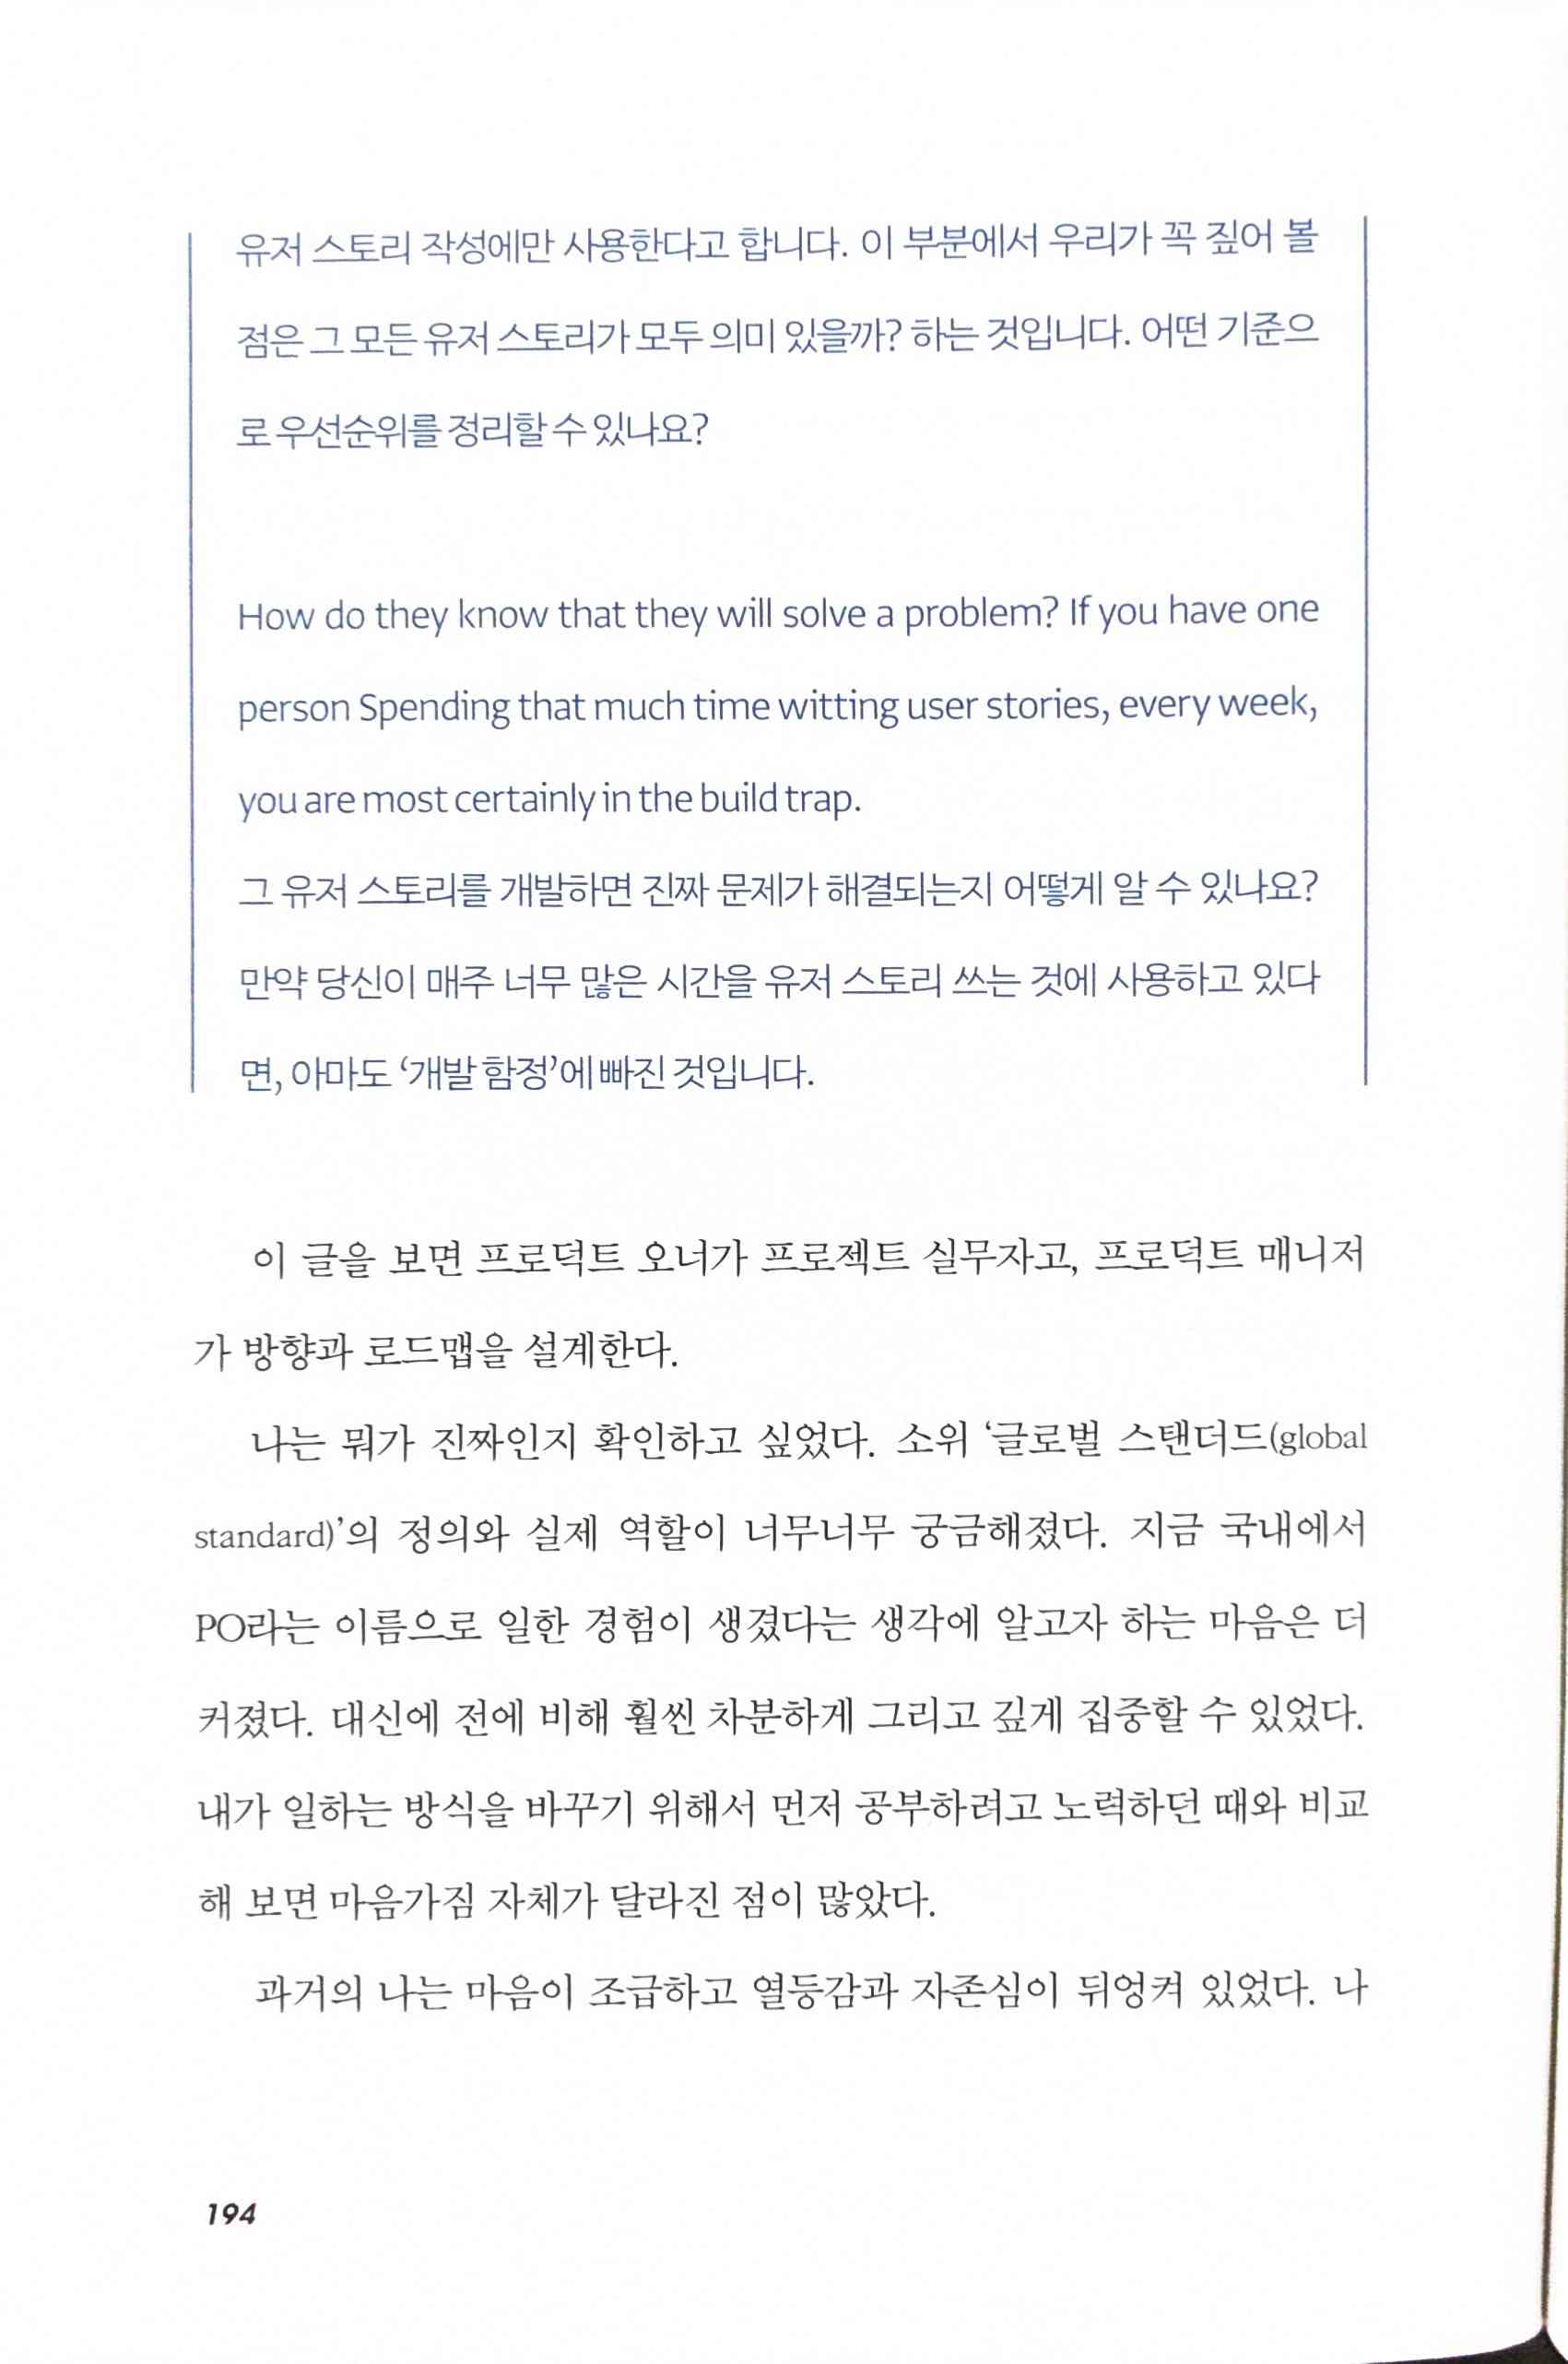 유저 스토리 작성에만 사용한다고 합니다. 이 부분에서 우리가 꼭 짚어 볼
점은 그 모든 유저 스토리가 모두 의미 있을까? 하는 것입니다. 어떤 기준으
로 우선순위를 정리할 수 있나요?
How do they know that they will solve a problem? If you have one
person Spending that much time witting user stories, every week,
you are most certainly in the build trap.
그 유저 스토리를 개발하면 진짜 문제가 해결되는지 어떻게 알 수 있나요?
만약 당신이 매주 너무 많은 시간을 유저 스토리 쓰는 것에 사용하고 있다
면, 아마도 ‘개발 함정’에 빠진 것입니다.
이 글을 보면 프로덕트 오너가 프로젝트 실무자고, 프로덕트 매니저
가 방향과 로드맵을 설계한다.
나는 뭐가 진짜인지 확인하고 싶었다. 소위 ‘글로벌 스탠더드(global
standard)’의 정의와 실제 역할이 너무너무 궁금해졌다. 지금 국내에서
PO라는 이름으로 일한 경험이 생겼다는 생각에 알고자 하는 마음은 더
커졌다. 대신에 전에 비해 훨씬 차분하게 그리고 깊게 집중할 수 있었다.
내가 일하는 방식을 바꾸기 위해서 먼저 공부하려고 노력하던 때와 비교
해 보면 마음가짐 자체가 달라진 점이 많았다.
과거의 나는 마음이 조급하고 열등감과 자존심이 뒤엉켜 있었다. 나
194